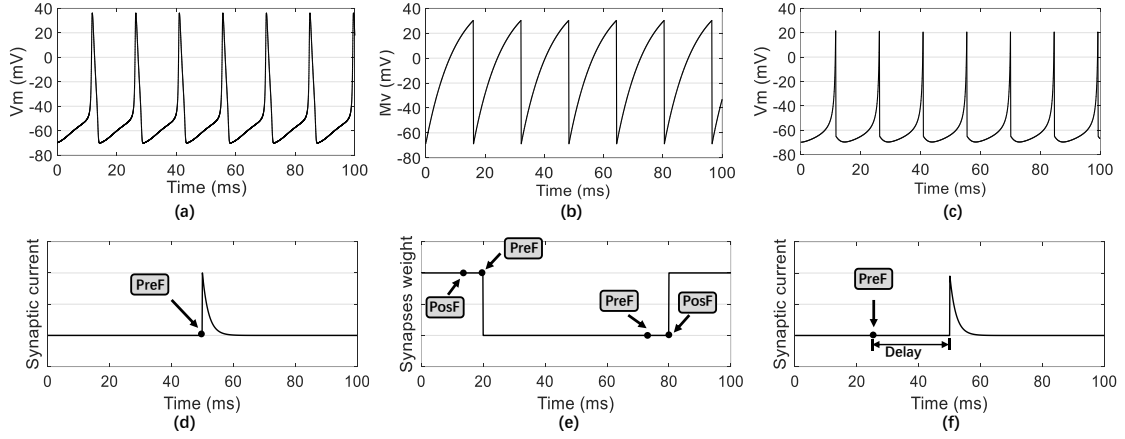 40
20
0
-20
-40
-60
-80
Vm (mV)
0 20 40 60 80 100
Time (ms)
(a)
40
20
0
-20
-40
-60
-80
Mv (mV)
0 20 40 60 80 100
Time (ms)
(b)
40
20
0
-20
-40
-60
-80
Vm (mV)
0 20 40 60 80 100
Time (ms)
(c)
Synaptic current
PreF
0 20 40 60 80 100
Time (ms)
(d)
Synapses weight
PreF
PosF
PreF
PosF
0 20 40 60 80 100
Time (ms)
(e)
Synaptic current
PreF
Delay
0 20 40 60 80 100
Time (ms)
(f)